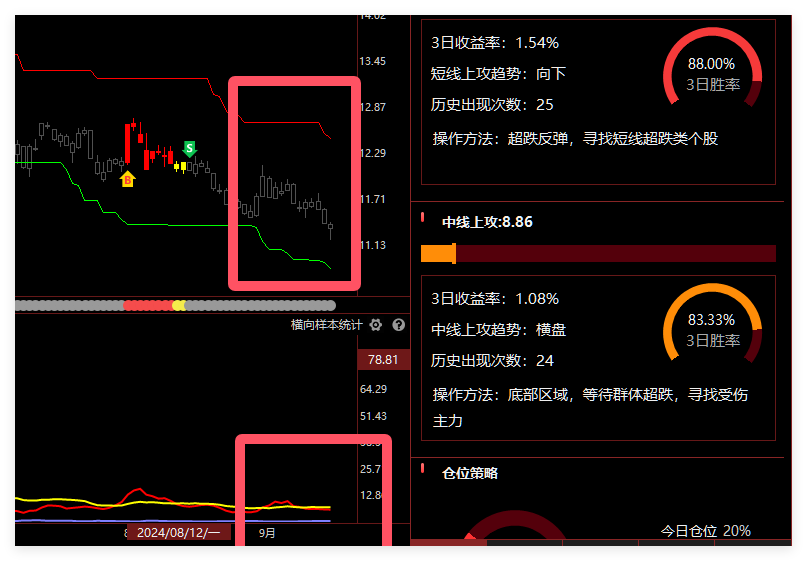 14.02
13.45
12.87
12.29
11.71
11.13
S
B
横向样本统计
78.81
64.29
51.43
25.7
12.8
2024/08/12/一
9月
3日收益率：1.54%
短线上攻趋势：向下
历史出现次数：25
操作方法：超跌反弹，寻找短线超跌类个股
88.00%
3日胜率
中线上攻:8.86
3日收益率：1.08%
中线上攻趋势：横盘
历史出现次数：24
操作方法：底部区域，等待群体超跌，寻找受伤
主力
83.33%
3日胜率
仓位策略
今日仓位 20%